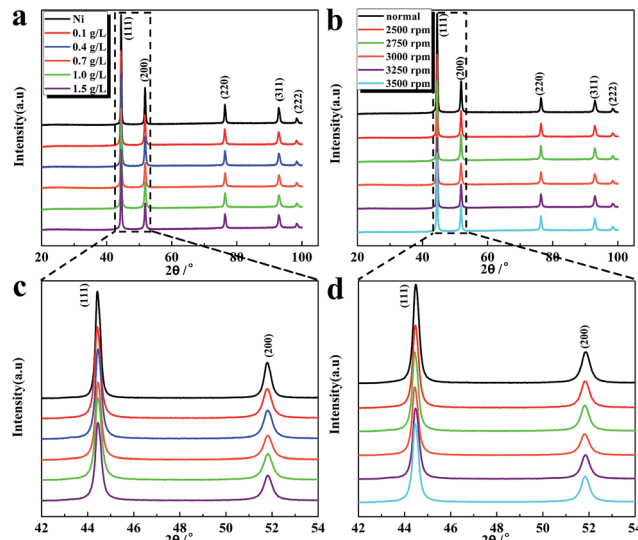 a
Ni
0.1 g/L
0.4 g/L
0.7 g/L
1.0 g/L
1.5 g/L
(111)
(200)
(220)
(311)
(222)
Intensity(a.u)
20 40 60 80 100
2θ /°
b
normal
2500 rpm
2750 rpm
3000 rpm
3250 rpm
3500 rpm
(111)
(200)
(220)
(311)
(222)
Intensity(a.u)
20 40 60 80 100
2θ /°
c
(111)
(200)
Intensity(a.u)
42 44 46 48 50 52 54
2θ /°
d
(111)
(200)
Intensity(a.u)
42 44 46 48 50 52 54
2θ /°